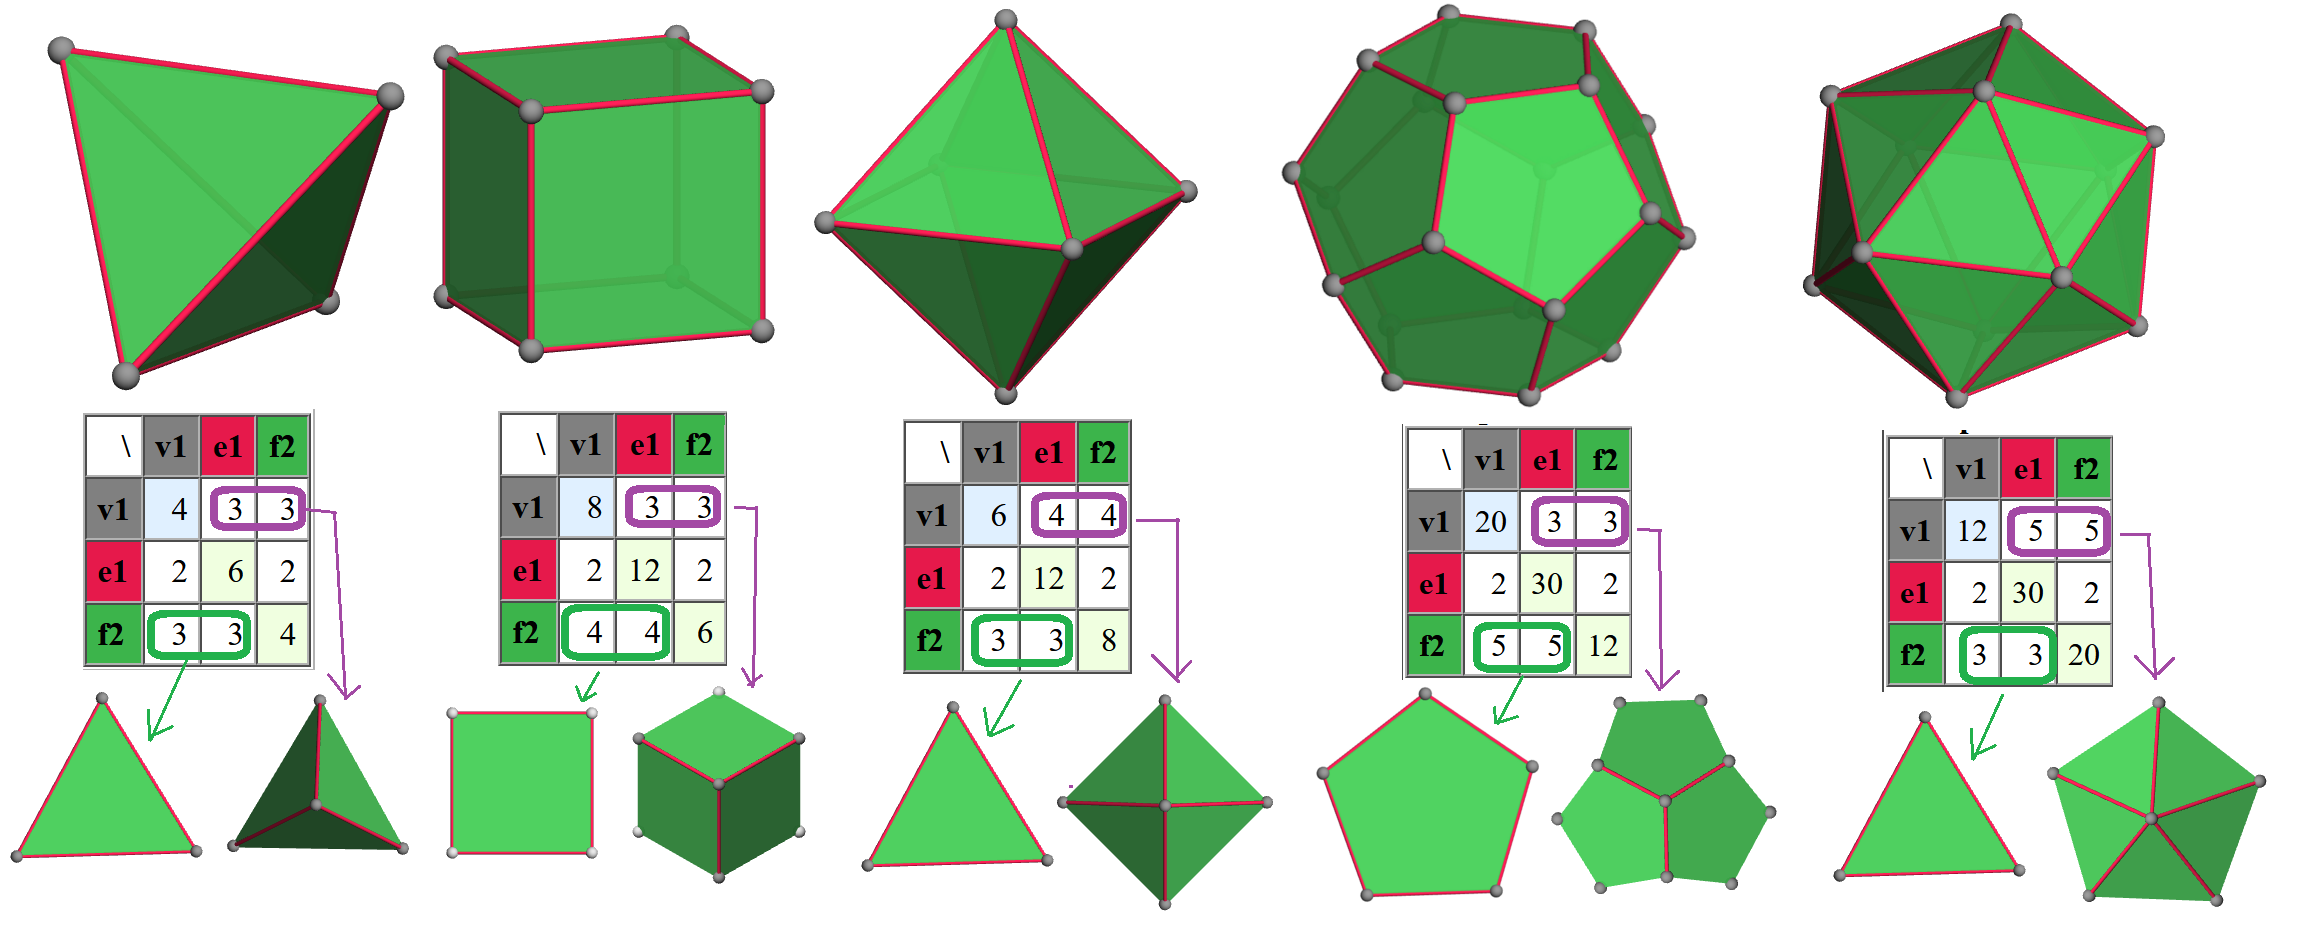 \ v1 e1 f2
v1 4 3 3
e1 2 6 2
f2 3 3 4
\ v1 e1 f2
v1 8 3 3
e1 2 12 2
f2 4 4 6
\ v1 e1 f2
v1 6 4 4
e1 2 12 2
f2 3 3 8
\ v1 e1 f2
v1 20 3 3
e1 2 30 2
f2 5 5 12
\ v1 e1 f2
v1 12 5 5
e1 2 30 2
f2 3 3 20